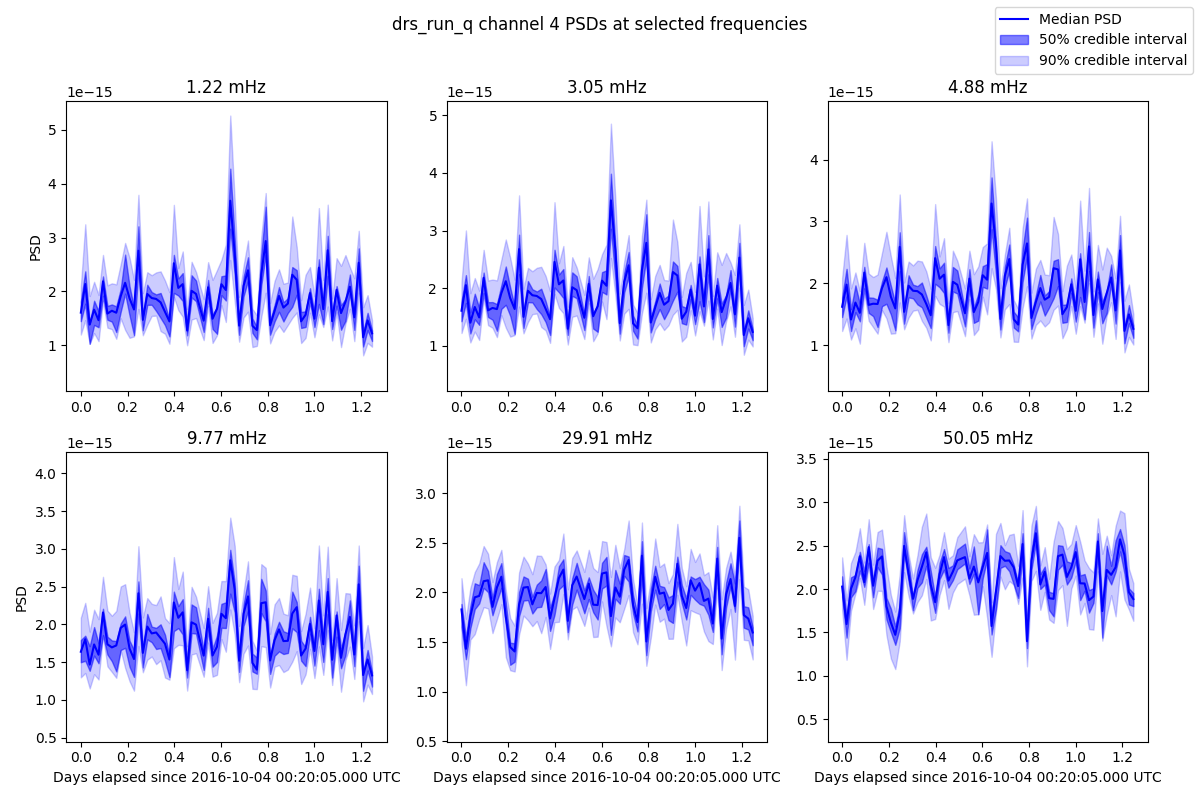 drs_run_q channel 4 PSDs at selected frequencies
Median PSD
50% credible interval
90% credible interval
1e−15
1.22 mHz
PSD
5
4
3
2
1
0.0 0.2 0.4 0.6 0.8 1.0 1.2
1e−15
3.05 mHz
5
4
3
2
1
0.0 0.2 0.4 0.6 0.8 1.0 1.2
1e−15
4.88 mHz
4
3
2
1
0.0 0.2 0.4 0.6 0.8 1.0 1.2
1e−15
9.77 mHz
PSD
4.0
3.5
3.0
2.5
2.0
1.5
1.0
0.5
0.0 0.2 0.4 0.6 0.8 1.0 1.2
Days elapsed since 2016-10-04 00:20:05.000 UTC
1e−15
29.91 mHz
3.0
2.5
2.0
1.5
1.0
0.5
0.0 0.2 0.4 0.6 0.8 1.0 1.2
Days elapsed since 2016-10-04 00:20:05.000 UTC
1e−15
50.05 mHz
3.5
3.0
2.5
2.0
1.5
1.0
0.5
0.0 0.2 0.4 0.6 0.8 1.0 1.2
Days elapsed since 2016-10-04 00:20:05.000 UTC